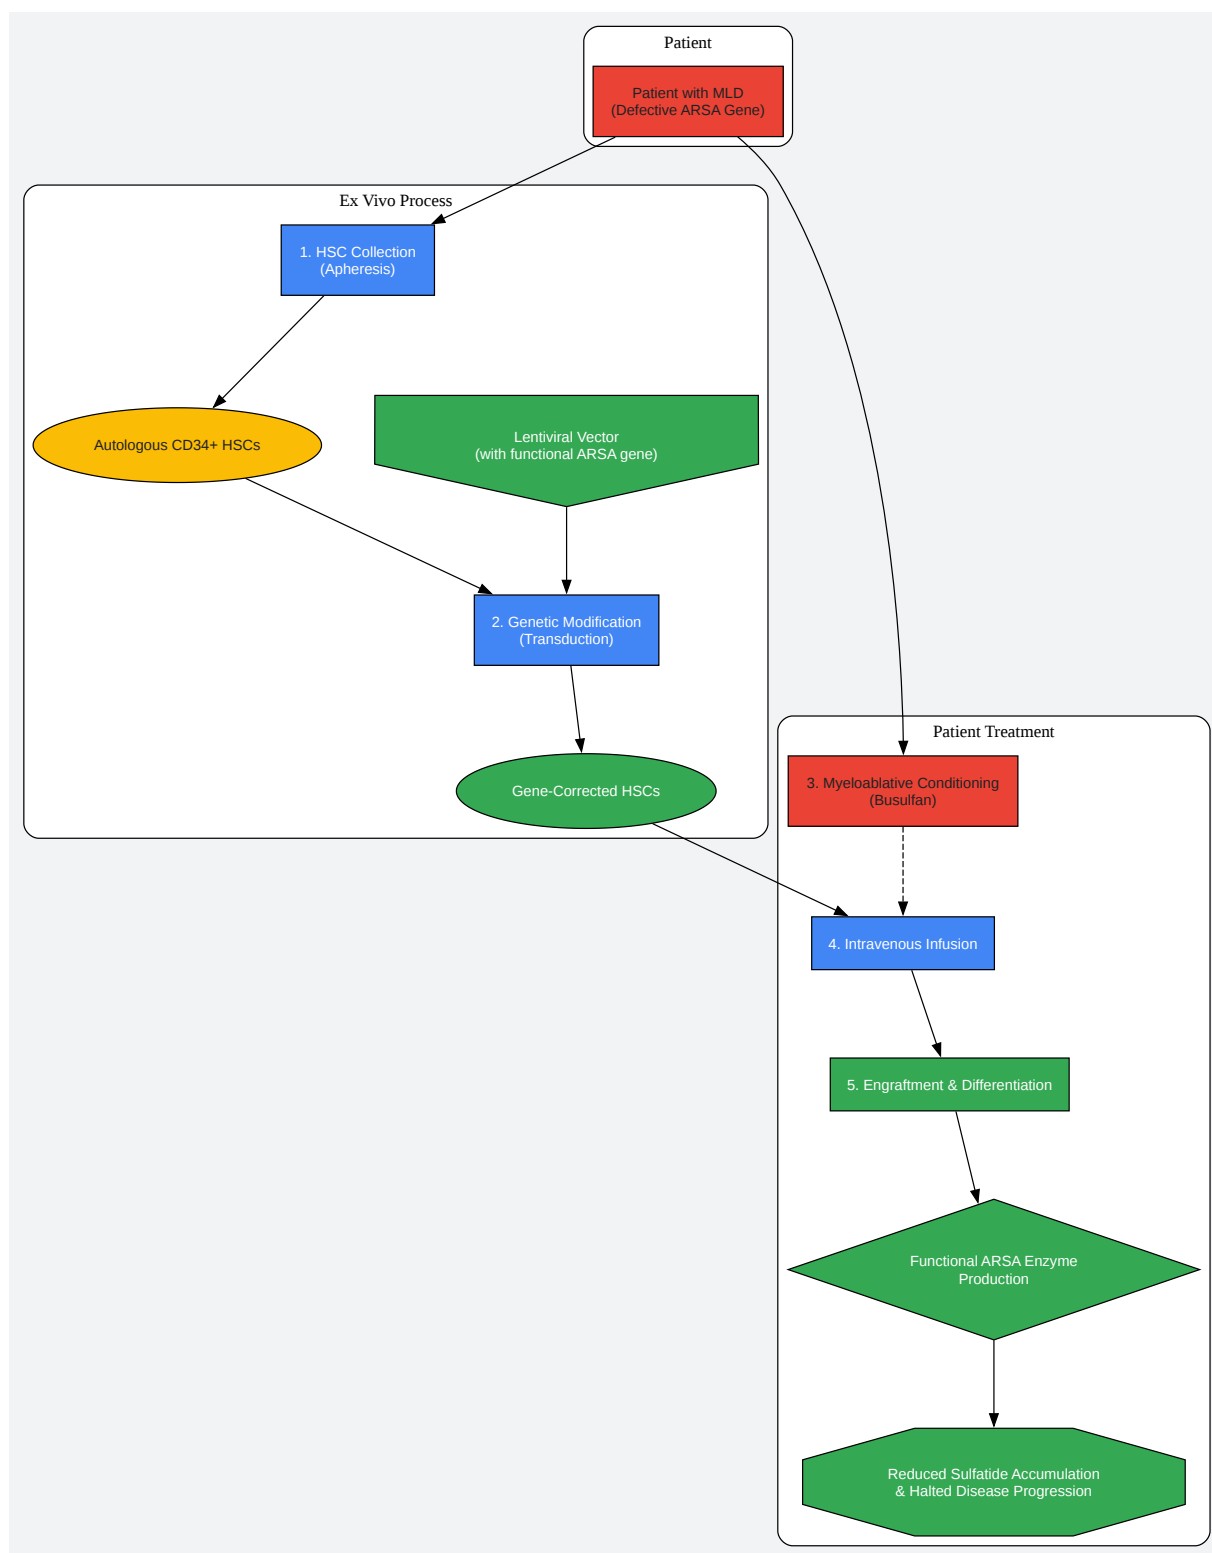 Patient
Patient with MLD
(Defective ARSA Gene)
Ex Vivo Process
1. HSC Collection
(Apheresis)
Autologous CD34+ HSCs
Lentiviral Vector
(with functional ARSA gene)
2. Genetic Modification
(Transduction)
Gene-Corrected HSCs
Patient Treatment
3. Myeloablative Conditioning
(Busulfan)
4. Intravenous Infusion
5. Engraftment & Differentiation
Functional ARSA Enzyme
Production
Reduced Sulfatide Accumulation
& Halted Disease Progression